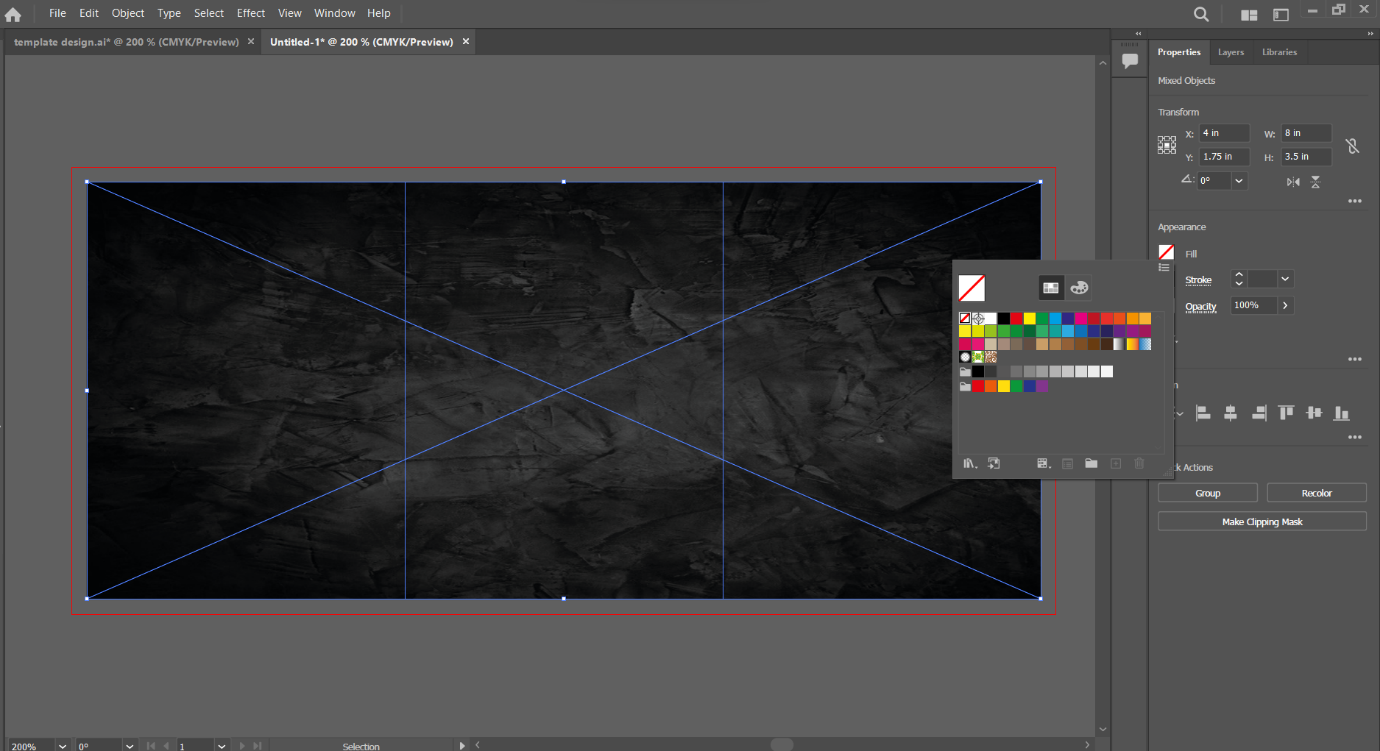 File Edit Object Type Select Effect View Window Help
template design.ai* @ 200 % (CMYK/Preview) × Untitled-1* @ 200 % (CMYK/Preview) ×
Properties Layers Libraries
Mixed Objects
Transform
X: 4 in W: 8 in
Y: 1.75 in H: 3.5 in
0°
Appearance
Fill
Stroke
Opacity 100%
n
ck Actions
Group Recolor
Make Clipping Mask
200% 0° 1 Selection